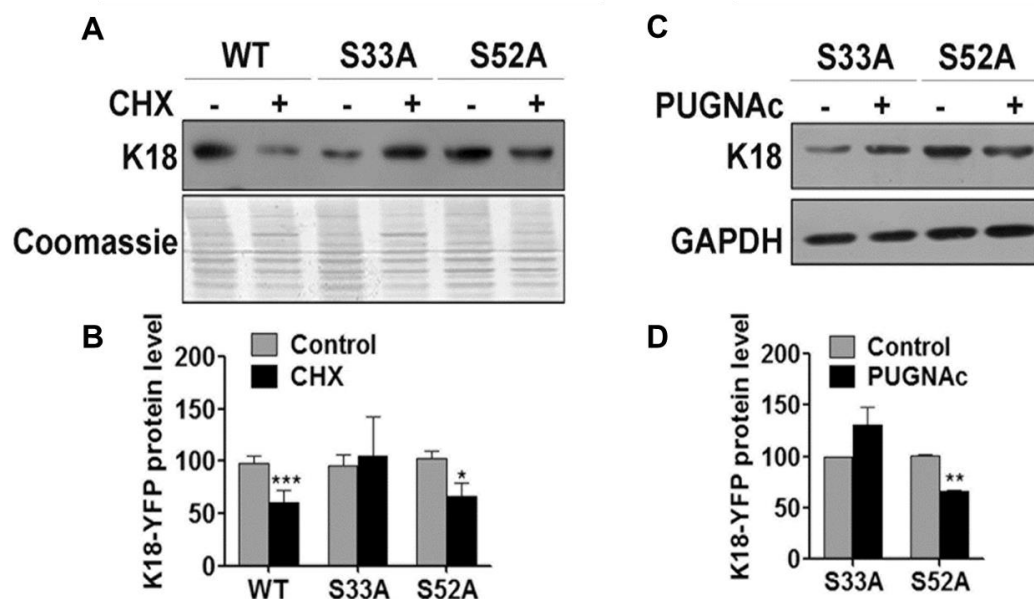 A
WT S33A S52A
CHX - + - + - +
K18
Coomassie
B
Control
CHX
K18-YFP protein level
200
150
100
50
0
***
*
WT S33A S52A
C
S33A S52A
PUGNAc - + - +
K18
GAPDH
D
Control
PUGNAc
K18-YFP protein level
200
150
100
50
0
**
S33A S52A